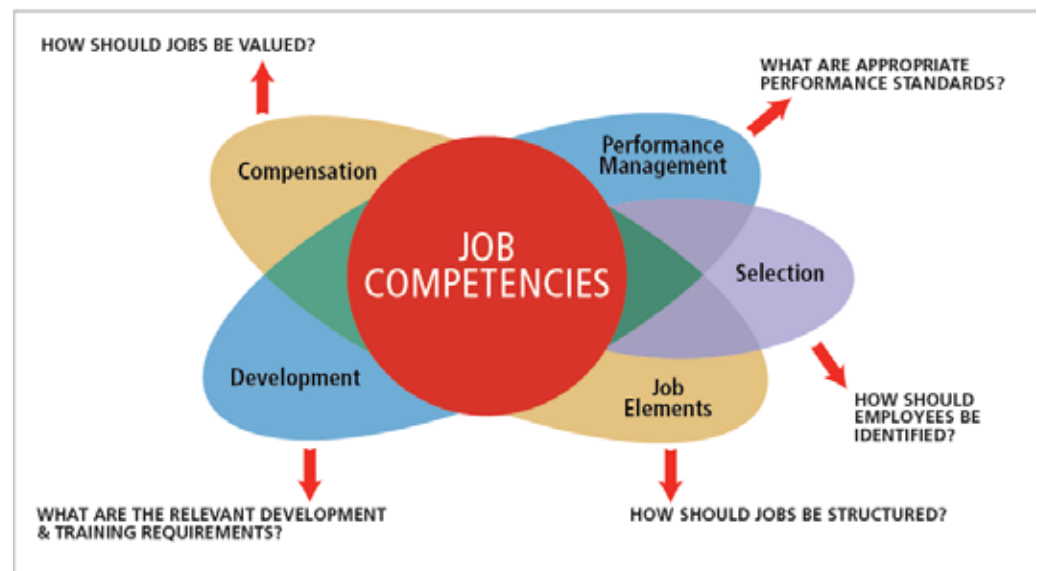 HOW SHOULD JOBS BE VALUED?
WHAT ARE APPROPRIATE
PERFORMANCE STANDARDS?
Compensation
Performance
Management
JOB
COMPETENCIES
Selection
Development
Job
Elements
HOW SHOULD
EMPLOYEES BE
IDENTIFIED?
WHAT ARE THE RELEVANT DEVELOPMENT
& TRAINING REQUIREMENTS?
HOW SHOULD JOBS BE STRUCTURED?